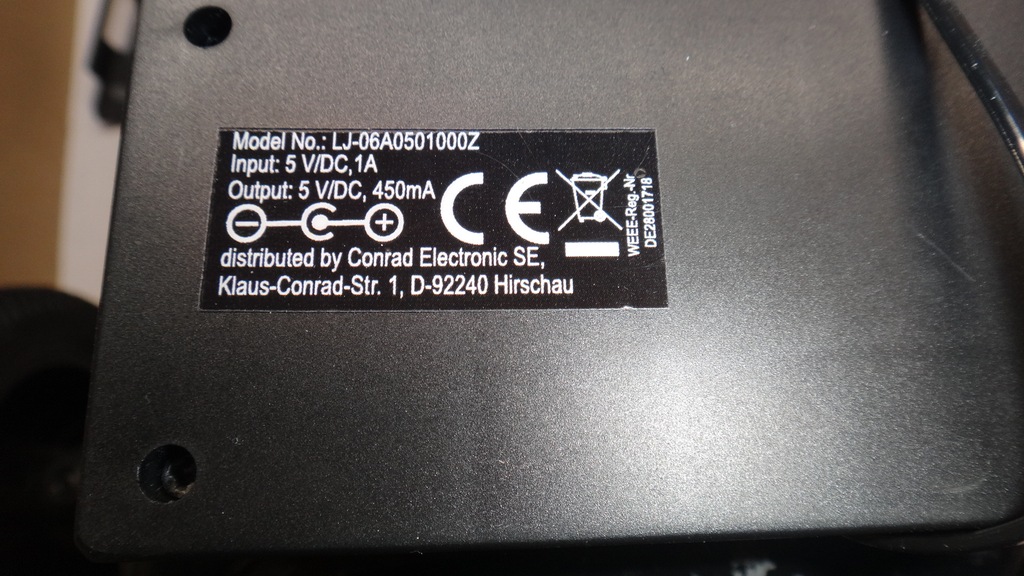 Model No.: LJ-06A0501000Z
Input: 5 V/DC,1A
Output: 5 V/DC, 450mA
CE
distributed by Conrad Electronic SE,
Klaus-Conrad-Str. 1, D-92240 Hirschau
WEEE-Reg.-Nr
DE28001718